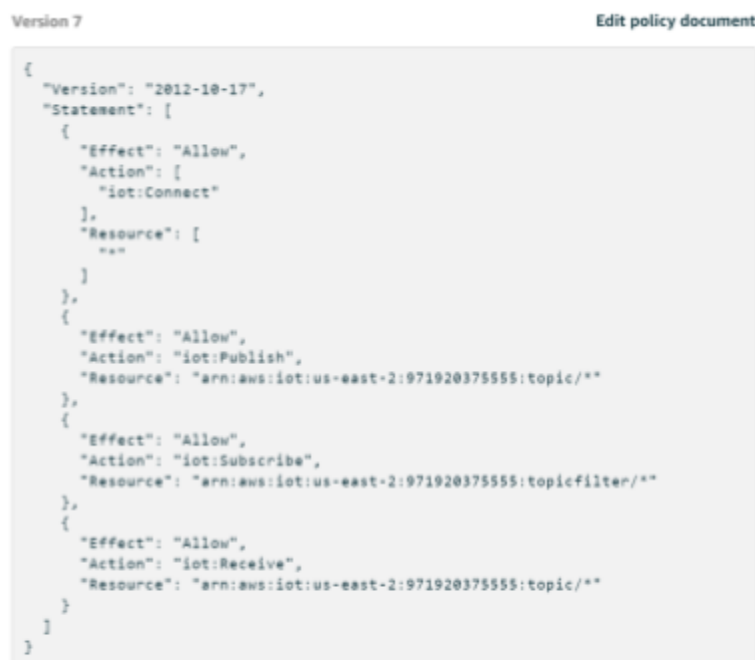 Version 7
Edit policy document
{
"Version": "2012-10-17",
"Statement": [
{
"Effect": "Allow",
"Action": [
"iot:Connect"
],
"Resource": [
"*"
]
},
{
"Effect": "Allow",
"Action": "iot:Publish",
"Resource": "arn:aws:iot:us-east-2:971920375555:topic/*"
},
{
"Effect": "Allow",
"Action": "iot:Subscribe",
"Resource": "arn:aws:iot:us-east-2:971920375555:topicfilter/*"
},
{
"Effect": "Allow",
"Action": "iot:Receive",
"Resource": "arn:aws:iot:us-east-2:971920375555:topic/*"
}
]
}